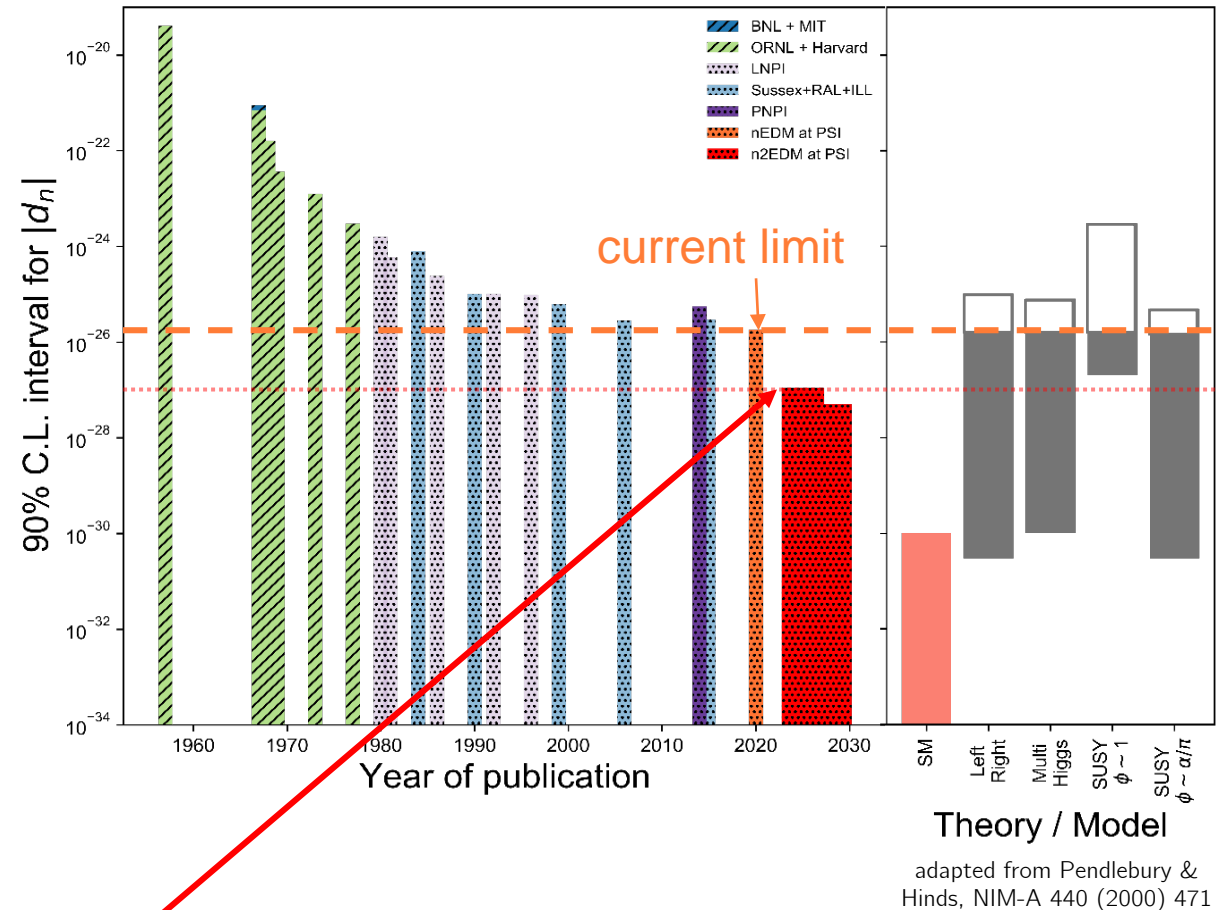 90% C.L. interval for |dₙ|
10⁻²⁰
10⁻²²
10⁻²⁴
10⁻²⁶
10⁻²⁸
10⁻³⁰
10⁻³²
10⁻³⁴
BNL + MIT
ORNL + Harvard
LNPI
Sussex+RAL+ILL
PNPI
nEDM at PSI
n2EDM at PSI
current limit
1960 1970 1980 1990 2000 2010 2020 2030
Year of publication
SM
Left
Right
Multi
Higgs
SUSY
ϕ ~ 1
SUSY
ϕ ~ α/π
Theory / Model
adapted from Pendlebury &
Hinds, NIM-A 440 (2000) 471